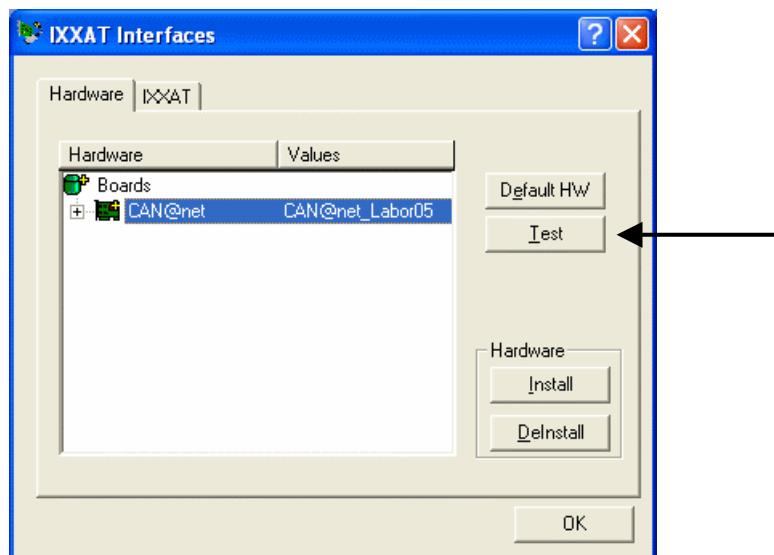 IXXAT Interfaces
Hardware IXXAT
Hardware Values
Boards
CAN@net CAN@net_Labor05
Default HW
Test
Hardware
Install
DeInstall
OK